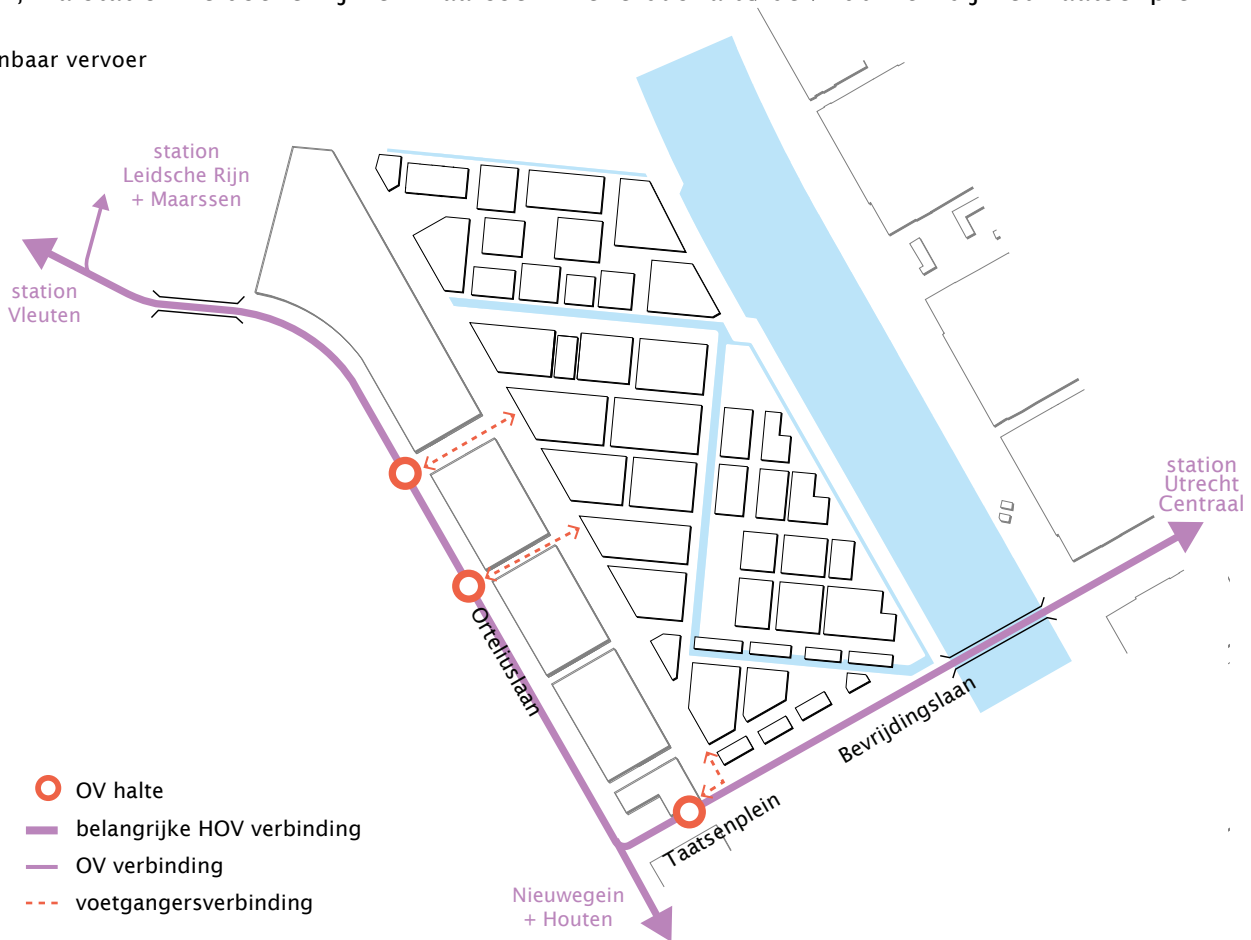 nbaar vervoer
station
Leidsche Rijn
+ Maarssen
station
Vleuten
station
Utrecht
Centraal
Orteliuslaan
Bevrijdingslaan
Taatsenplein
Nieuwegein
+ Houten
OV halte
belangrijke HOV verbinding
OV verbinding
voetgangersverbinding